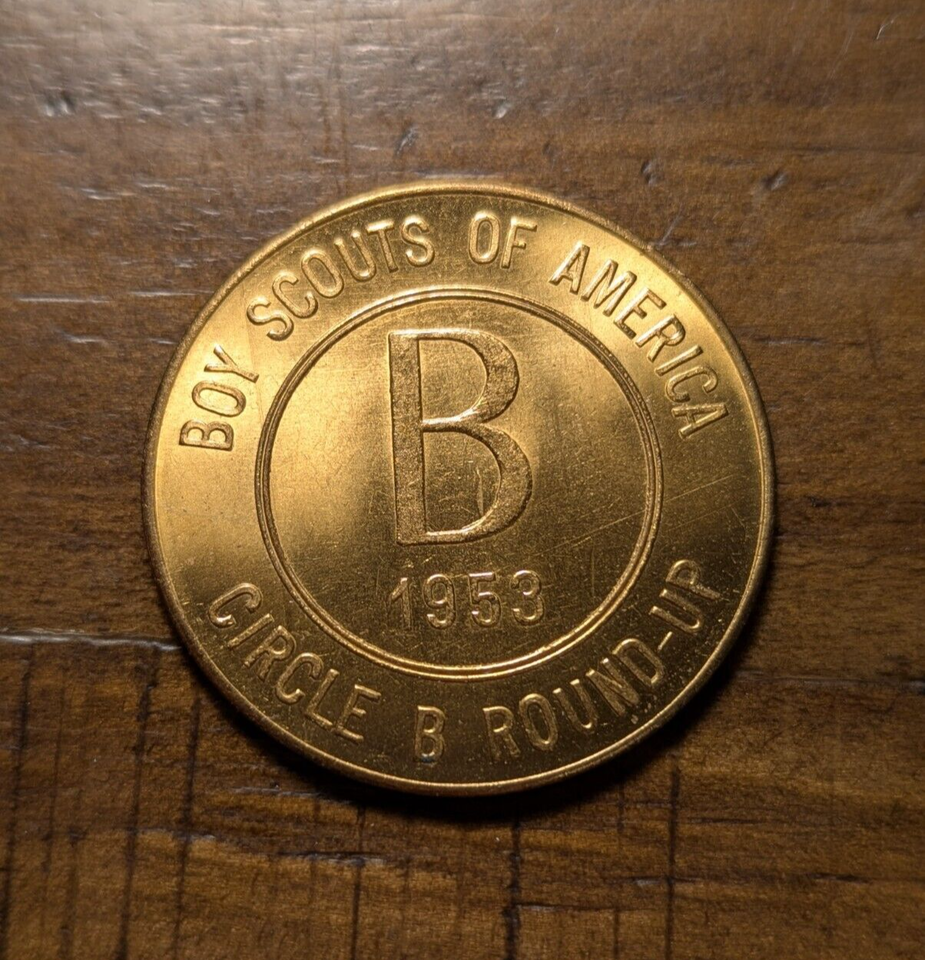 BOY SCOUTS OF AMERICA
B
1953
CIRCLE B ROUND-UP